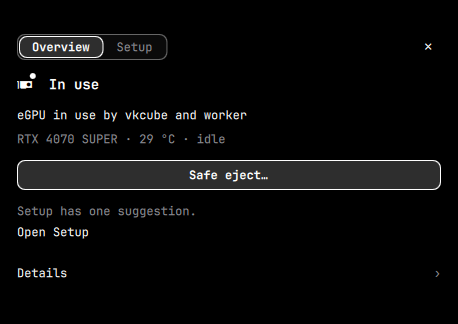 Overview Setup ×
In use
eGPU in use by vkcube and worker
RTX 4070 SUPER · 29 °C · idle
Safe eject…
Setup has one suggestion.
Open Setup
Details ›